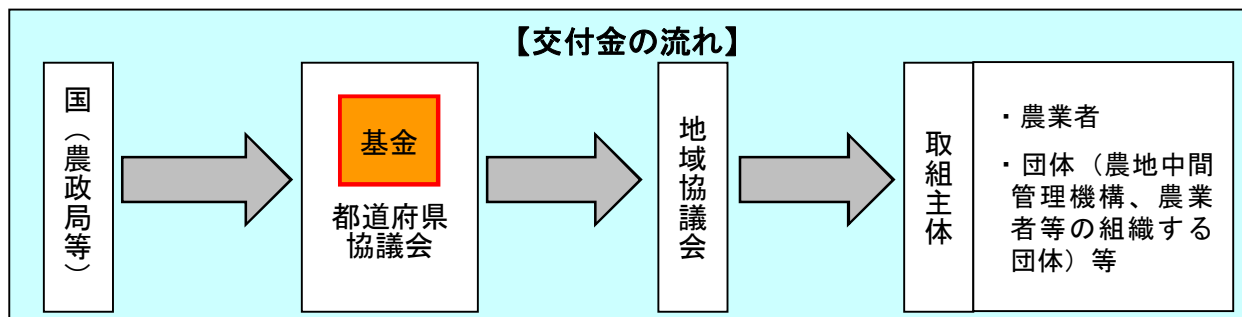 【交付金の流れ】
国（農政局等）
基金
都道府県
協議会
地域協議会
取組主体
・農業者
・団体（農地中間
管理機構、農業
者等の組織する
団体）等